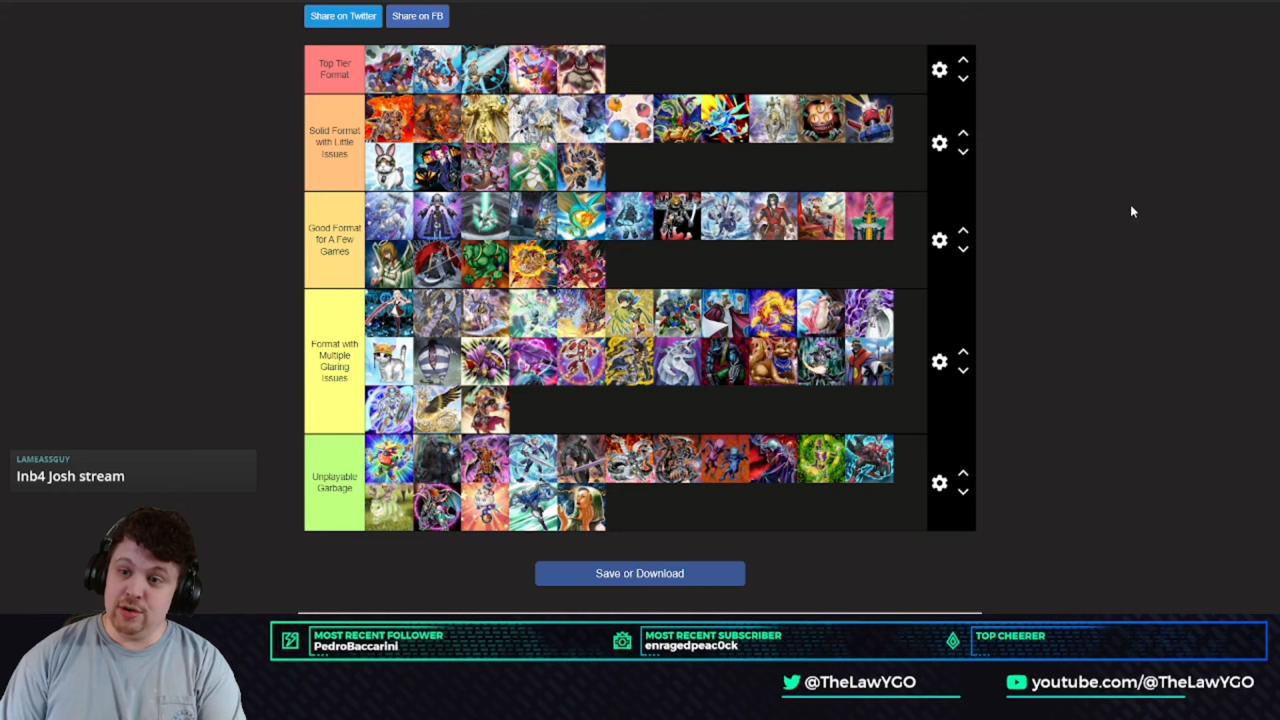 Share on Twitter
Share on FB
Top Tier
Format
Solid Format
with Little
Issues
Good Format
for A Few
Games
Format with
Multiple
Glaring
Issues
Unplayable
Garbage
LAMEASSGUY
Inb4 Josh stream
Save or Download
MOST RECENT FOLLOWER
PedroBaccarini
MOST RECENT SUBSCRIBER
enragedpeac0ck
TOP CHEERER
@TheLawYGO
youtube.com/@TheLawYGO